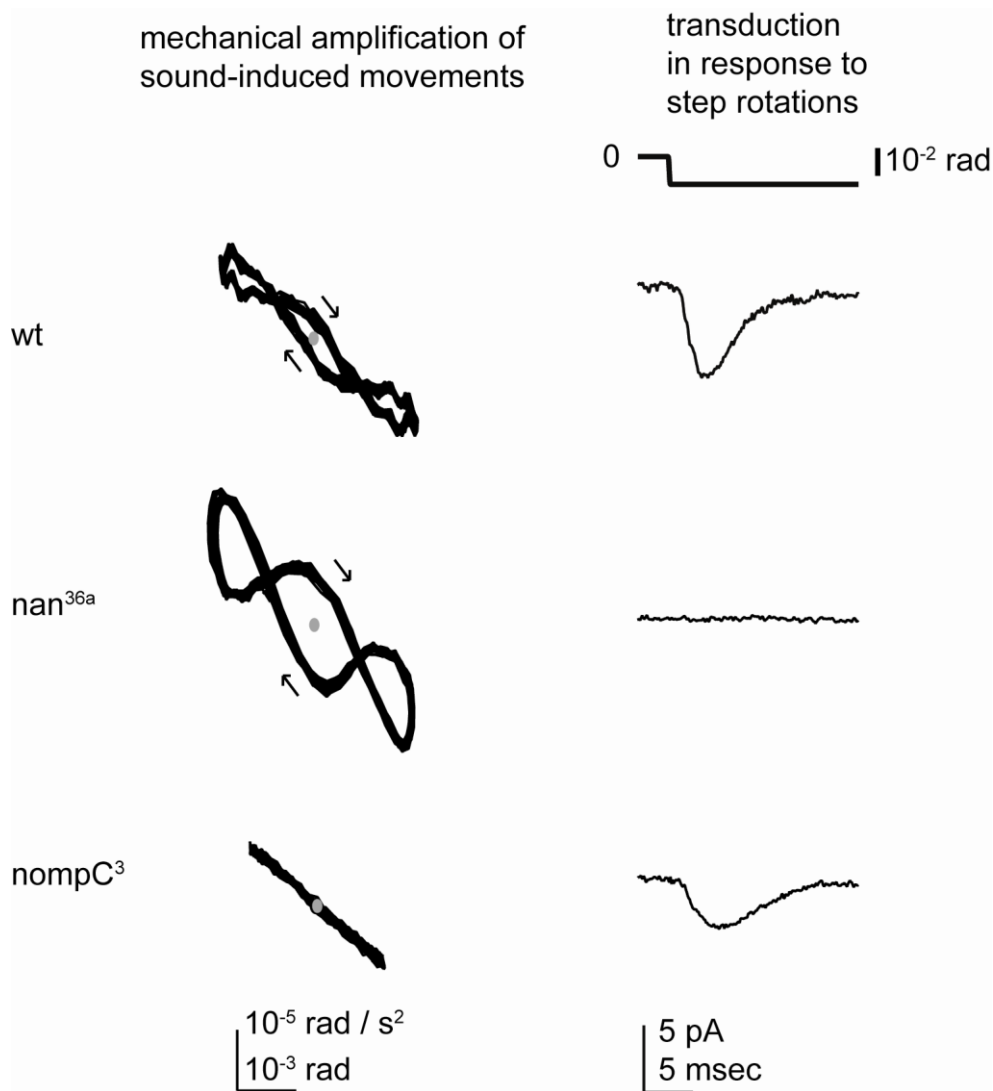 mechanical amplification of
sound-induced movements
transduction
in response to
step rotations
0
10⁻² rad
wt
nan³⁶ᵃ
nompC³
10⁻⁵ rad / s²
10⁻³ rad
5 pA
5 msec